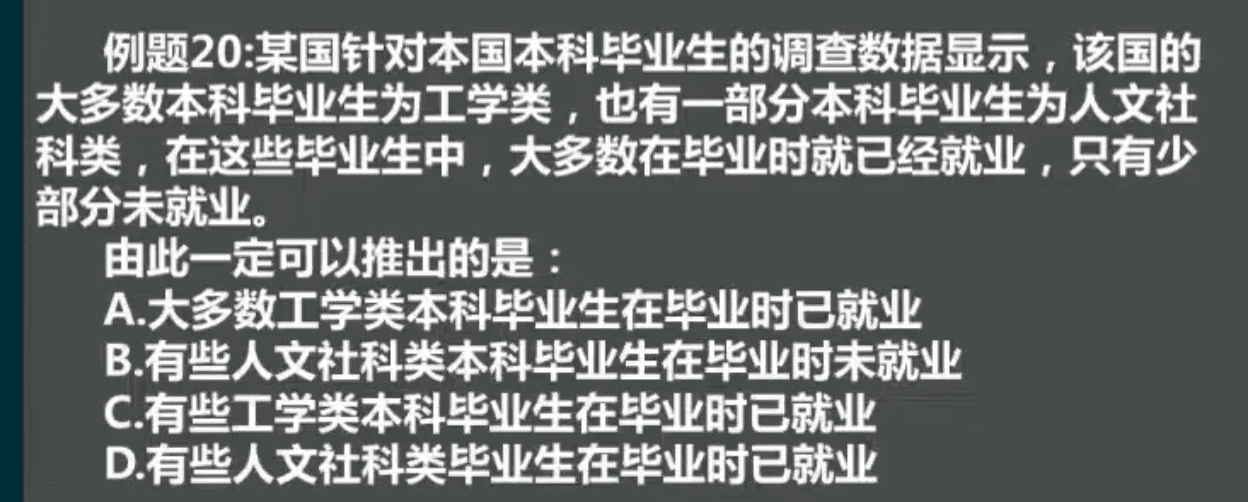 例题20:某国针对本国本科毕业生的调查数据显示，该国的
大多数本科毕业生为工学类，也有一部分本科毕业生为人文社
科类，在这些毕业生中，大多数在毕业时就已经就业，只有少
部分未就业。
由此一定可以推出的是：
A.大多数工学类本科毕业生在毕业时已就业
B.有些人文社科类本科毕业生在毕业时未就业
C.有些工学类本科毕业生在毕业时已就业
D.有些人文社科类毕业生在毕业时已就业